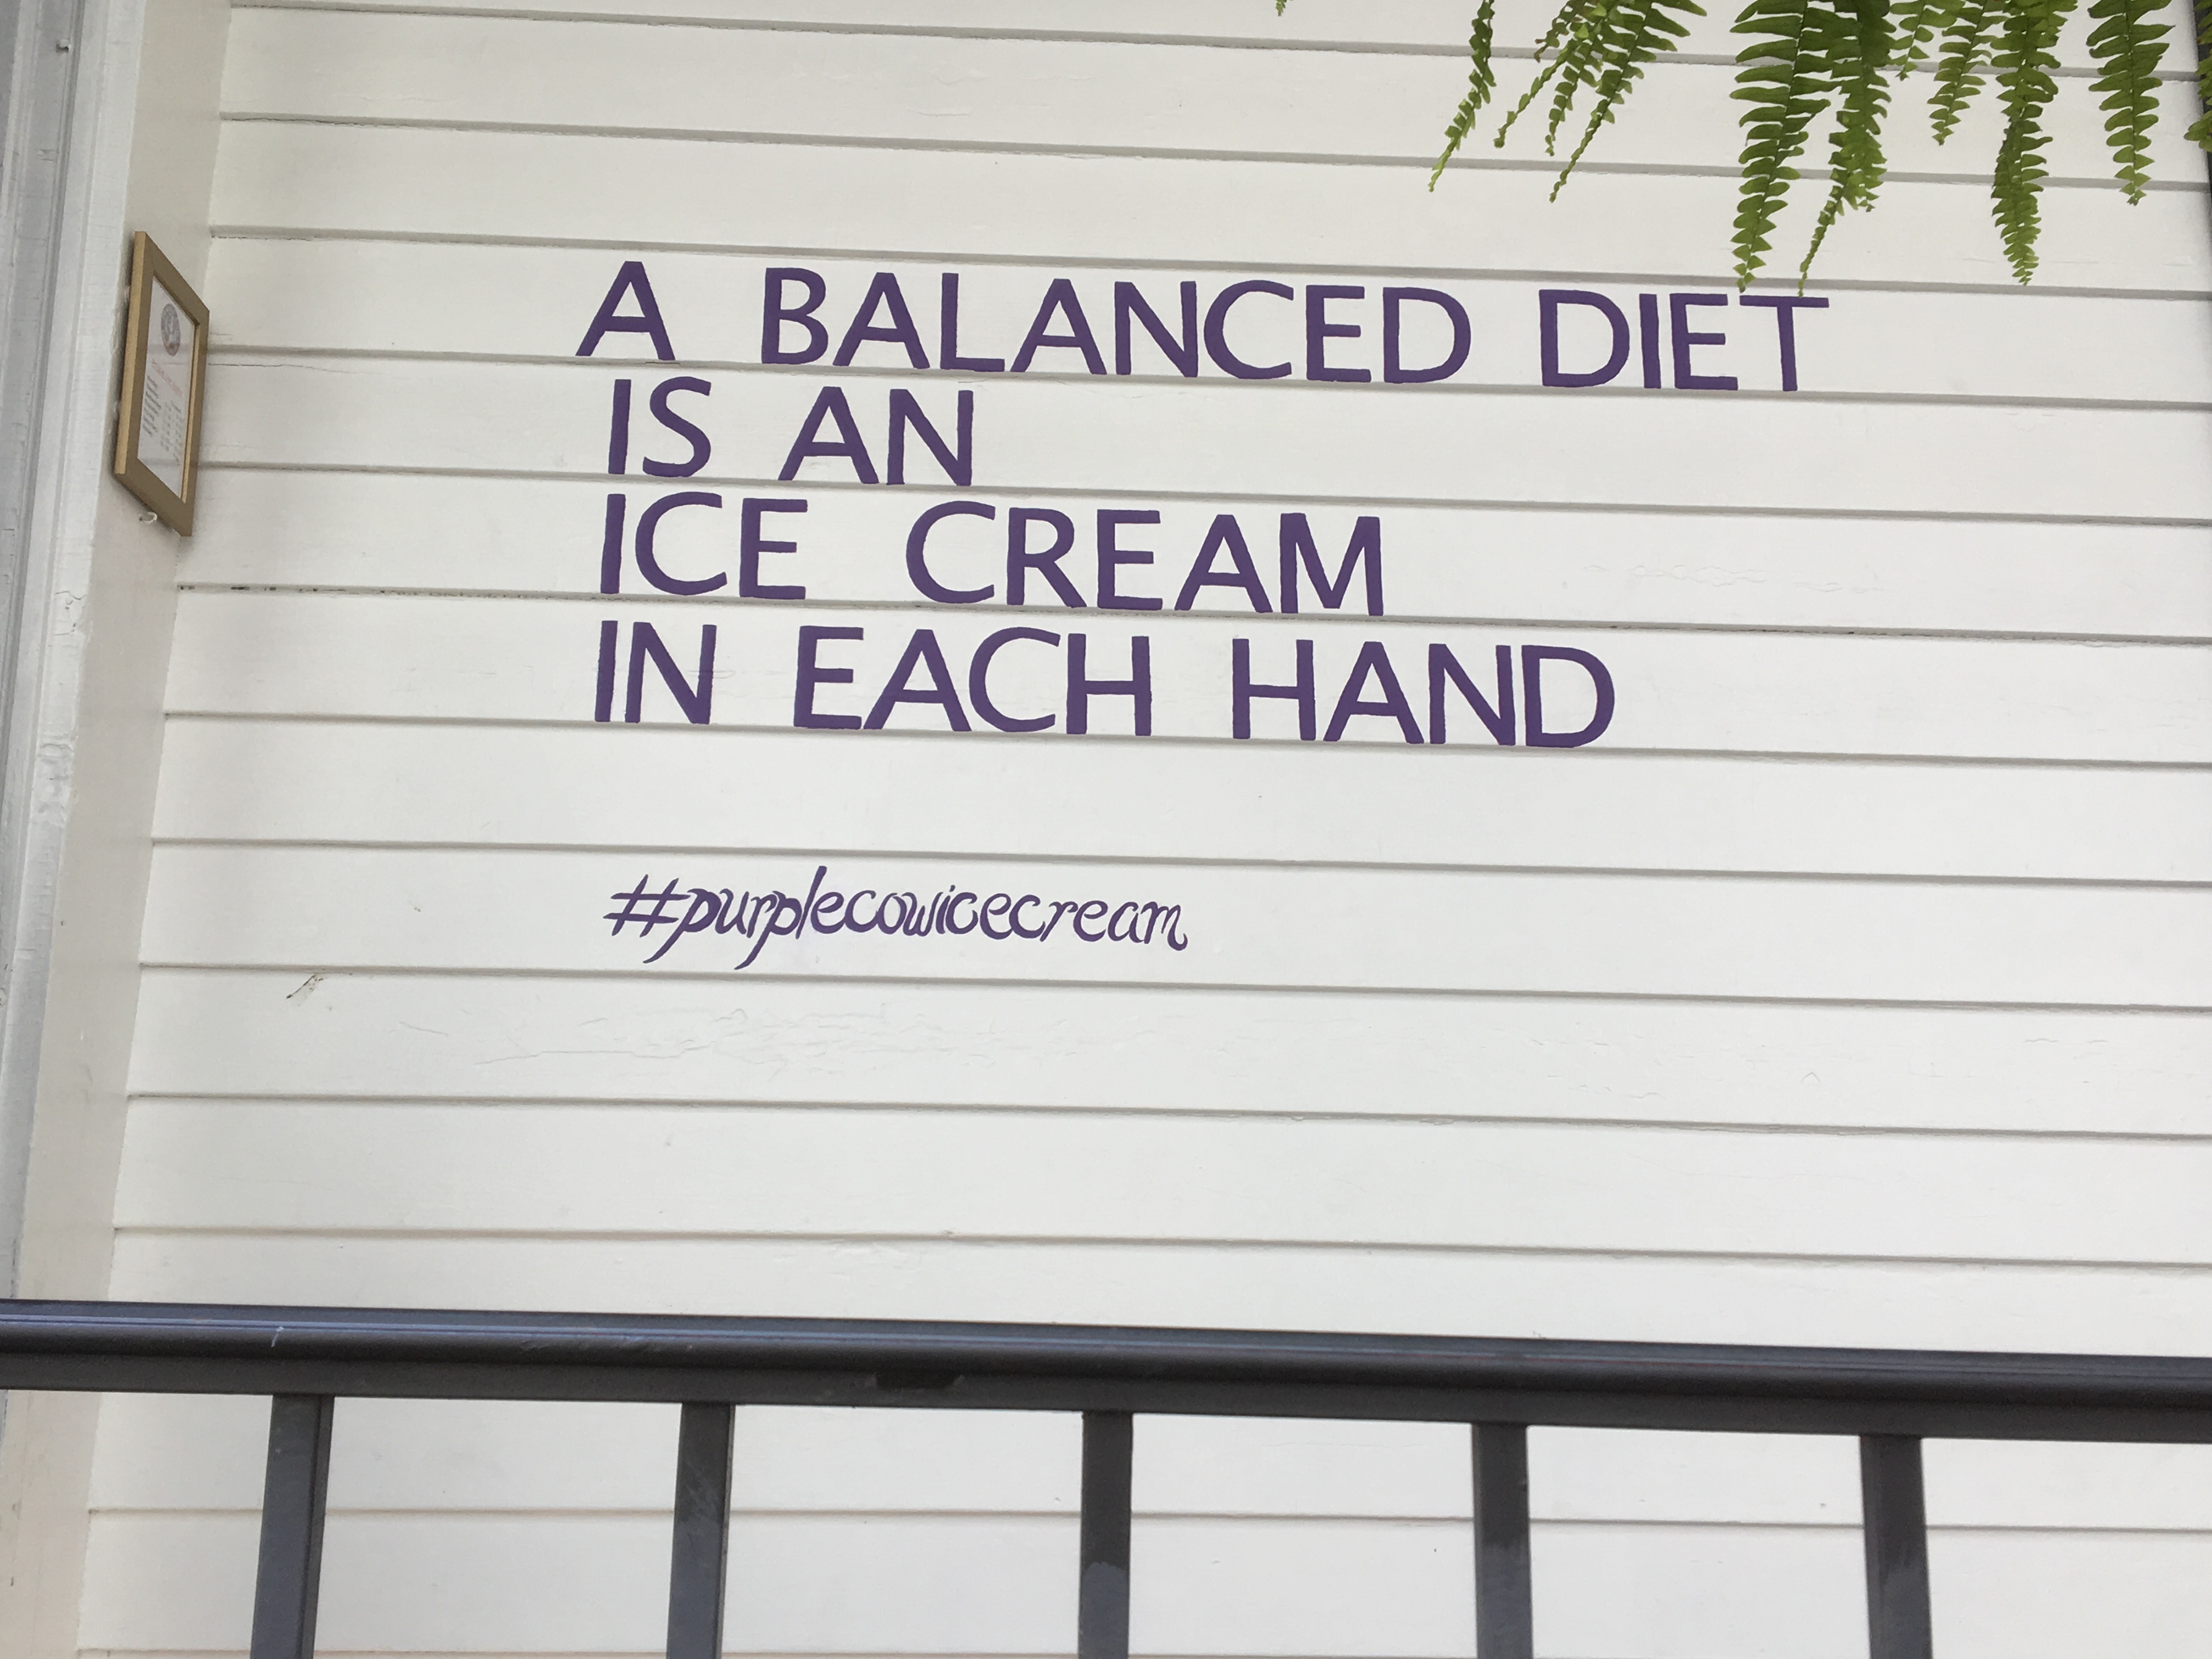 A BALANCED DIET
IS AN
ICE CREAM
IN EACH HAND
#purplecowicecream